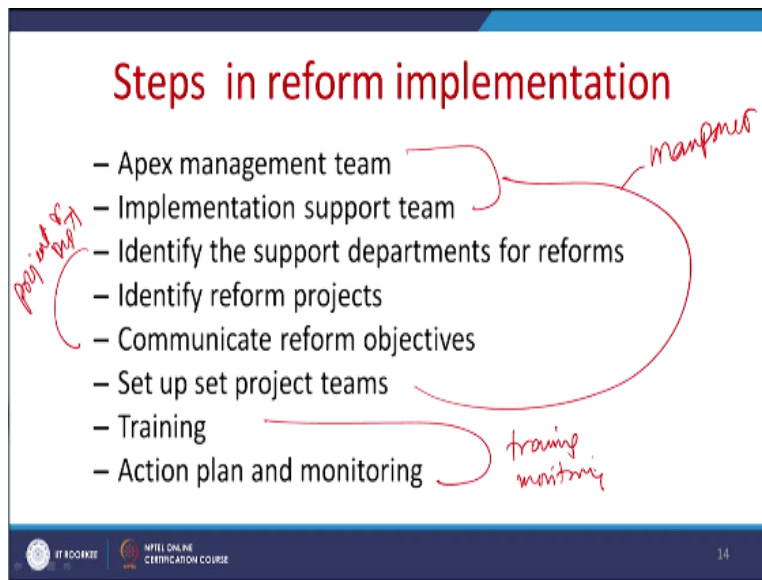 Steps in reform implementation
manpower
– Apex management team
– Implementation support team
project & Dept
– Identify the support departments for reforms
– Identify reform projects
– Communicate reform objectives
– Set up set project teams
– Training
training
monitoring
– Action plan and monitoring
IIT ROORKEE
NPTEL ONLINE
CERTIFICATION COURSE
14